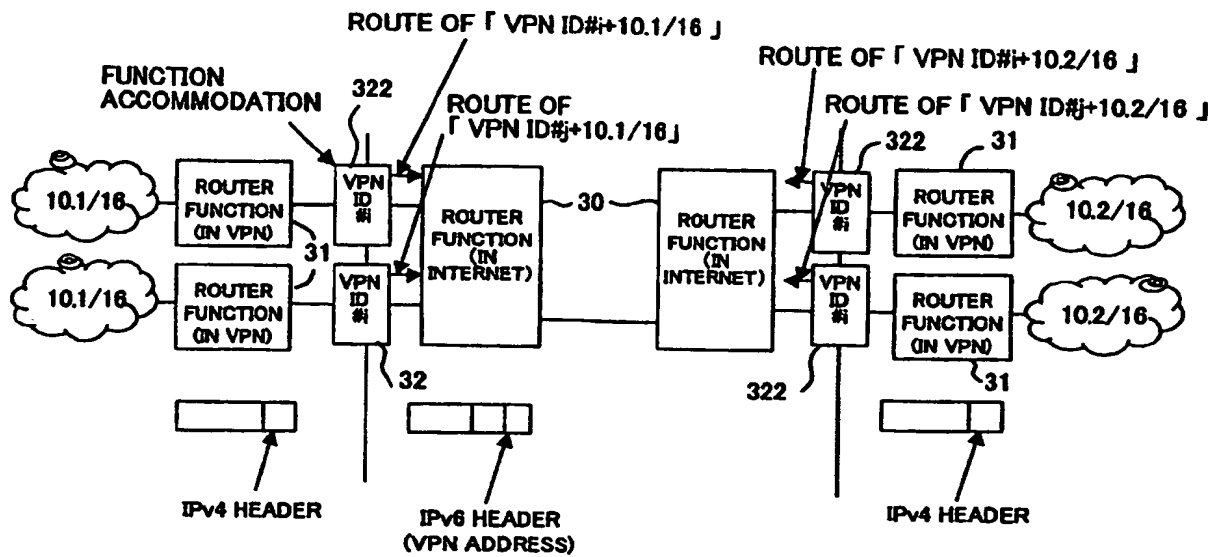 ROUTE OF「 VPN ID#i+10.1/16 」
ROUTE OF「 VPN ID#i+10.2/16 」
FUNCTION
ACCOMMODATION
322
ROUTE OF
「 VPN ID#j+10.1/16」
ROUTE OF「 VPN ID#j+10.2/16 」
322
31
10.1/16
ROUTER
FUNCTION
(IN VPN)
VPN
ID
#i
ROUTER
FUNCTION
(IN
INTERNET)
30
ROUTER
FUNCTION
(IN
INTERNET)
VPN
ID
#i
ROUTER
FUNCTION
(IN VPN)
10.2/16
31
10.1/16
ROUTER
FUNCTION
(IN VPN)
VPN
ID
#i
VPN
ID
#i
ROUTER
FUNCTION
(IN VPN)
10.2/16
32
322
31
IPv4 HEADER
IPv6 HEADER
(VPN ADDRESS)
IPv4 HEADER